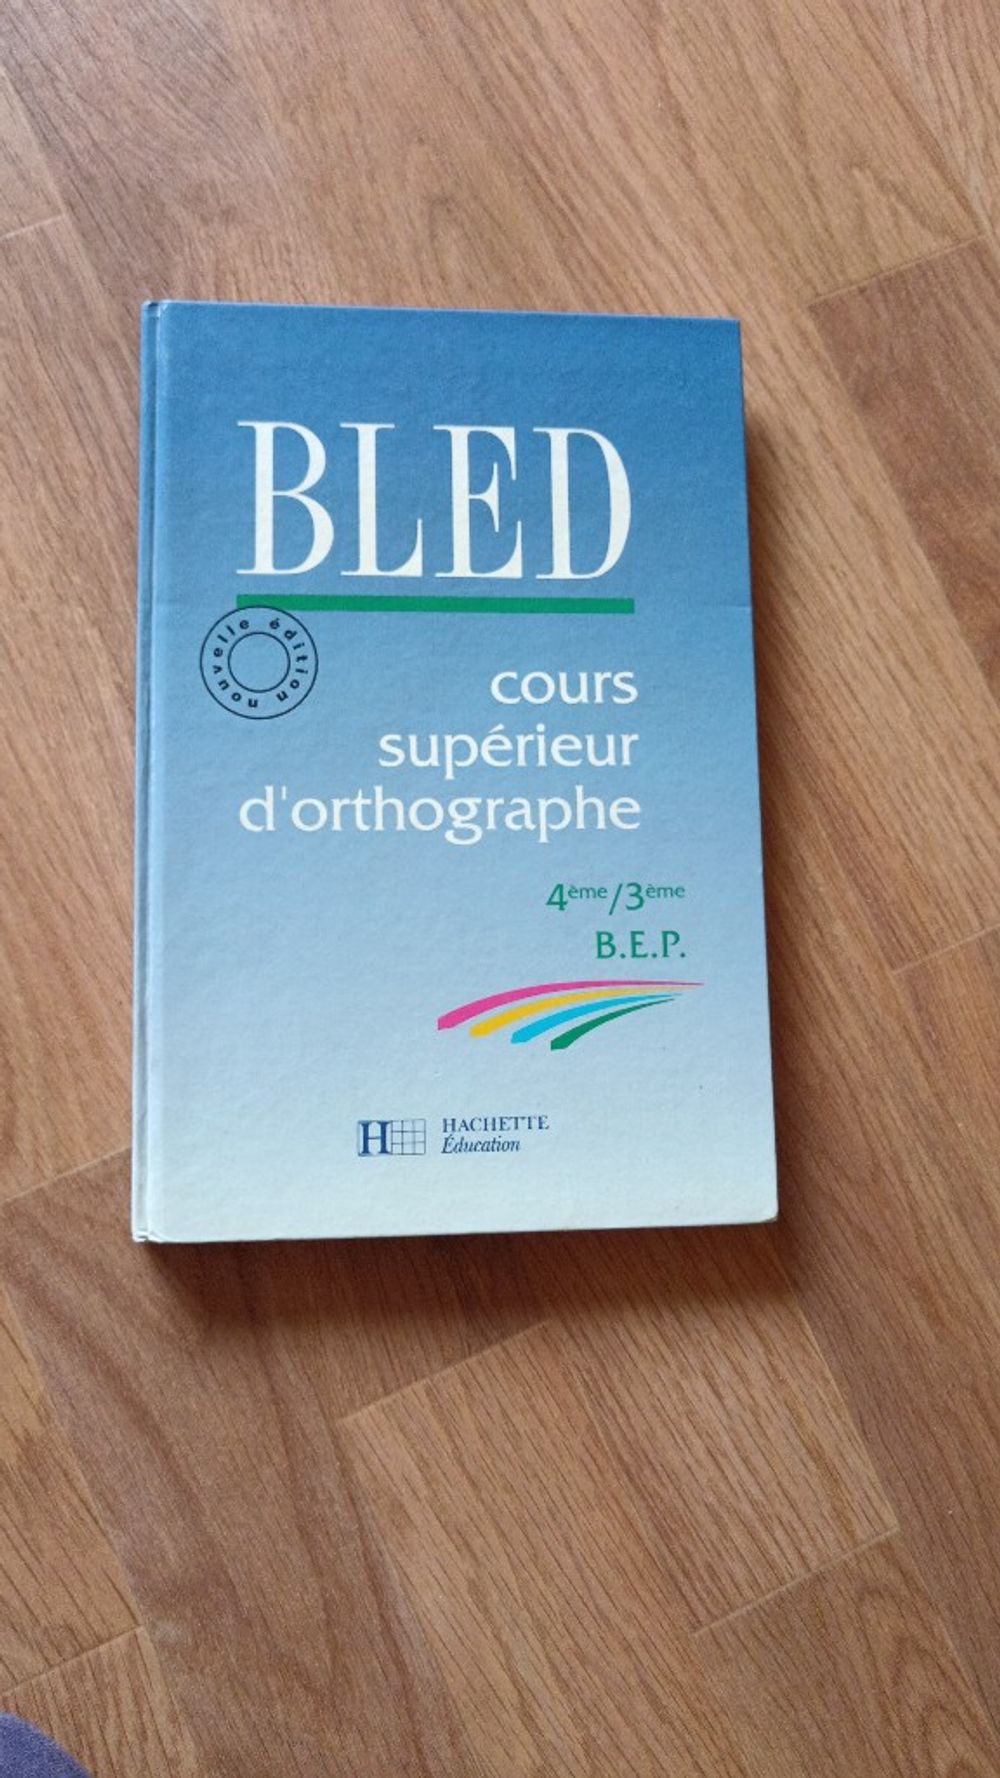 BLED
nouvelle édition
cours
supérieur
d'orthographe
4ème/3ème
B.E.P.
H
HACHETTE
Éducation